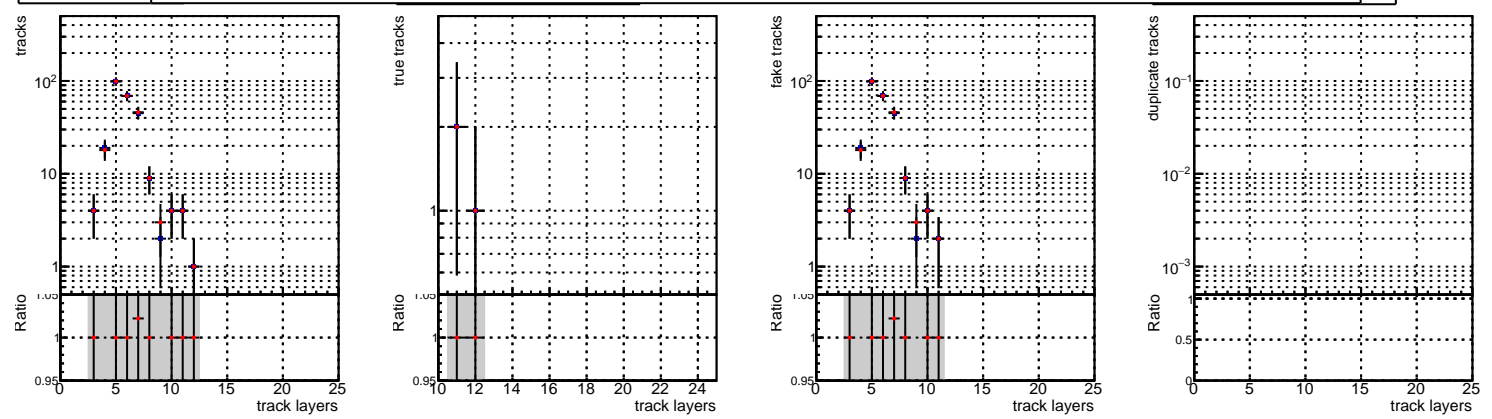 tracks
10²
10
1
Ratio
1.05
1
0.95
0 5 10 15 20 25
track layers
true tracks
1
Ratio
1.05
1
0.95
10 12 14 16 18 20 22 24
track layers
fake tracks
10²
10
1
Ratio
1.05
1
0.95
0 5 10 15 20 25
track layers
duplicate tracks
10⁻¹
10⁻²
10⁻³
Ratio
1
0.5
0
0 5 10 15 20 25
track layers